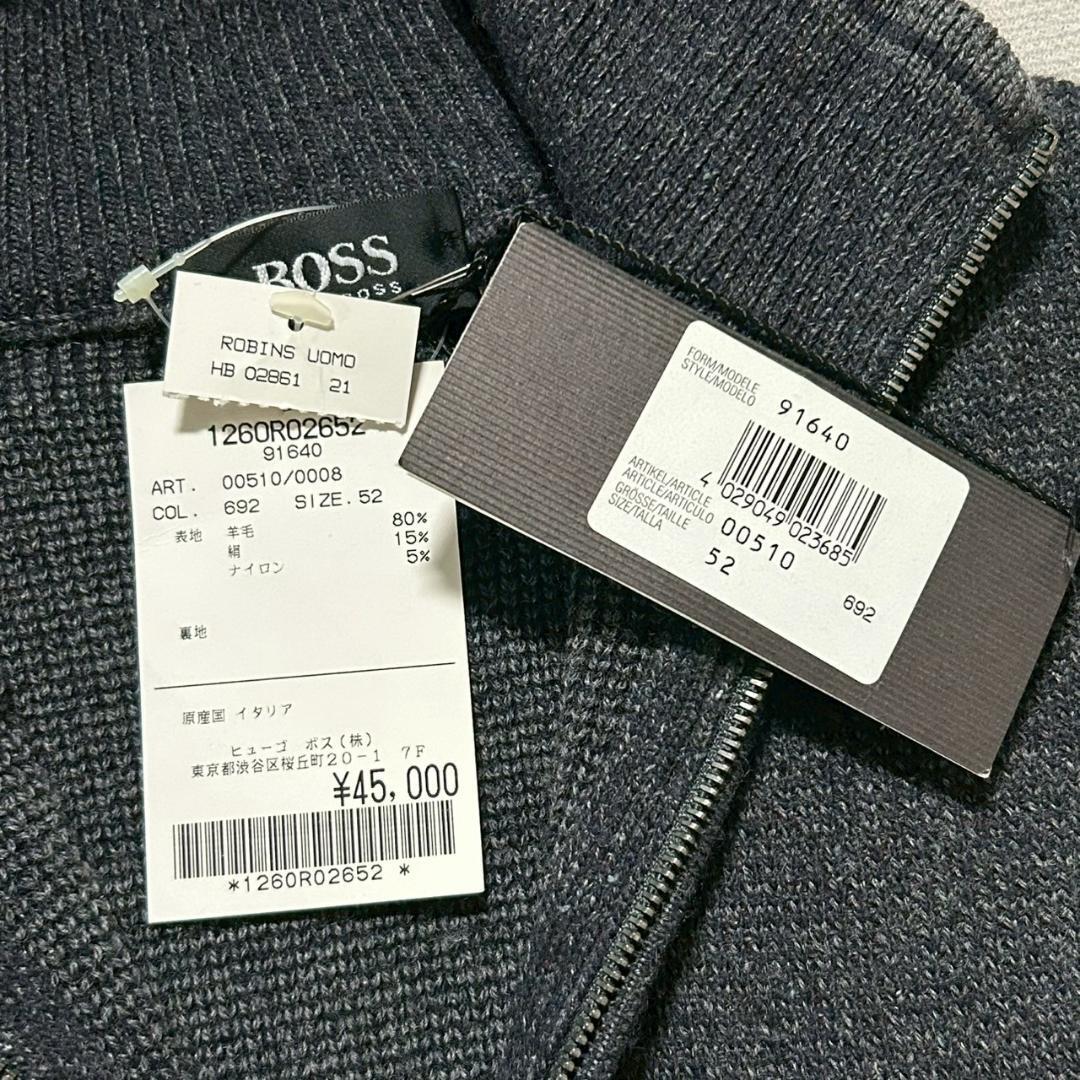 BOSS
ROBINS UOMO
HB 02861 21
1260R02652
91640
ART. 00510/0008
COL. 692 SIZE.52
表地 羊毛 80%
絹 15%
ナイロン 5%
裏地
原産国 イタリア
ヒューゴ ボス(株)
東京都渋谷区桜丘町20-1 7F
¥45,000
*1260R02652 *
FORM/MODELE
STYLE/MODELO
91640
4 029049 023685
ARTIKEL/ARTICLE
ARTICLE/ARTICULO
00510
GRÖSSE/TAILLE
SIZE/TALLA
52
692